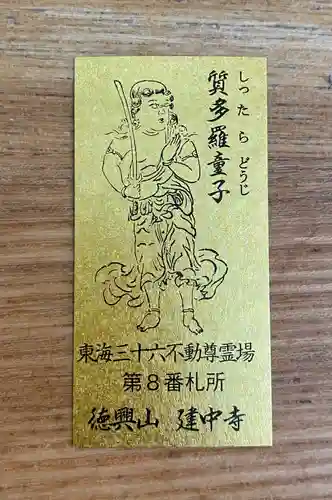 質多羅童子
しったらどうじ
東海三十六不動尊霊場
第8番札所
徳興山 建中寺